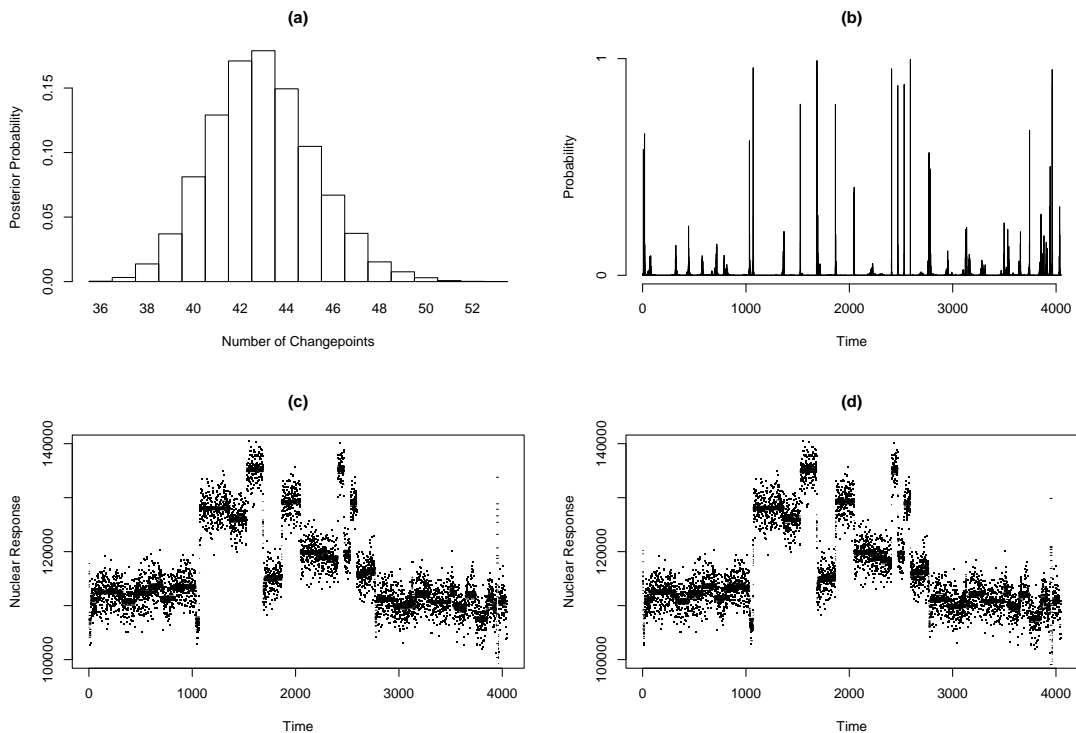 (a)
Posterior Probability
0.00 0.05 0.10 0.15
36 38 40 42 44 46 48 50 52
Number of Changepoints
(b)
Probability
0 1
0 1000 2000 3000 4000
Time
(c)
Nuclear Response
100000 120000 140000
0 1000 2000 3000 4000
Time
(d)
Nuclear Response
100000 120000 140000
0 1000 2000 3000 4000
Time